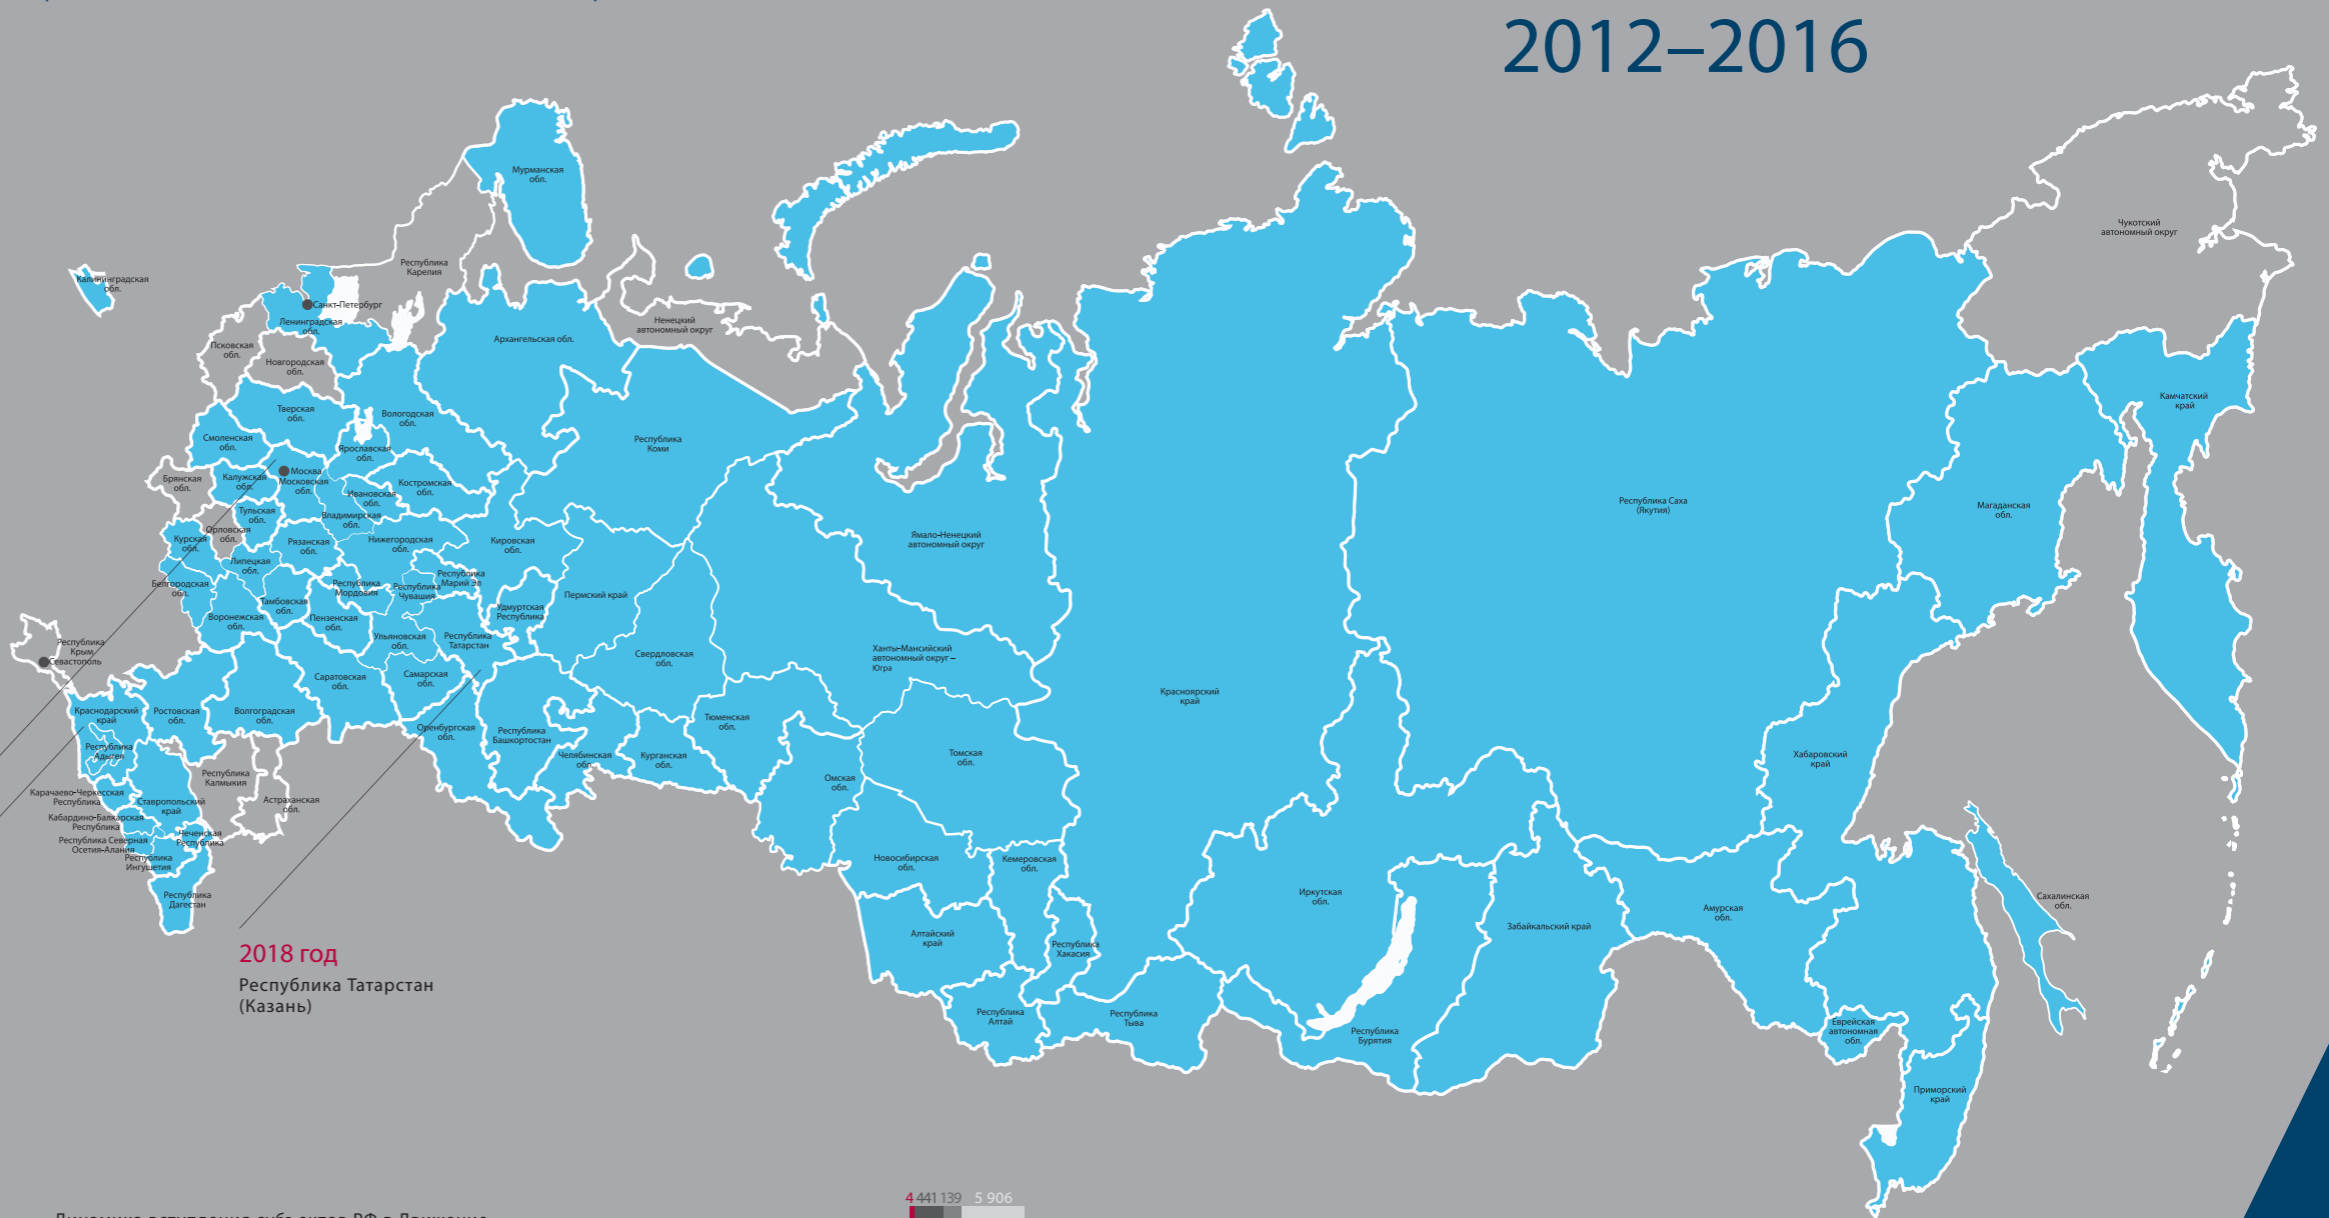 2012–2016
Мурманская
обл.
Чукотский
автономный округ
Республика
Карелия
Калининградская
обл.
Санкт-Петербург
Ленинградская
обл.
Ненецкий
автономный округ
Архангельская обл.
Псковская
обл.
Новгородская
обл.
Камчатский
край
Тверская
обл.
Вологодская
обл.
Смоленская
обл.
Ярославская
обл.
Республика
Коми
Москва
Московская
обл.
Брянская
обл.
Калужская
обл.
Ивановская
обл.
Костромская
обл.
Республика Саха
(Якутия)
Магаданская
обл.
Тульская
обл.
Владимирская
обл.
Орловская
обл.
Курская
обл.
Рязанская
обл.
Нижегородская
обл.
Кировская
обл.
Ямало-Ненецкий
автономный округ
Липецкая
обл.
Белгородская
обл.
Республика
Мордовия
Республика
Чувашия
Республика
Марий Эл
Пермский край
Тамбовская
обл.
Удмуртская
Республика
Воронежская
обл.
Пензенская
обл.
Ульяновская
обл.
Республика
Татарстан
Республика
Крым
Севастополь
Свердловская
обл.
Ханты-Мансийский
автономный округ –
Югра
Саратовская
обл.
Самарская
обл.
Красноярский
край
Краснодарский
край
Ростовская
обл.
Волгоградская
обл.
Оренбургская
обл.
Республика
Башкортостан
Тюменская
обл.
Республика
Адыгея
Челябинская
обл.
Курганская
обл.
Томская
обл.
Хабаровский
край
Республика
Калмыкия
Омская
обл.
Карачаево-Черкесская
Республика
Ставропольский
край
Астраханская
обл.
Кабардино-Балкарская
Республика
Чеченская
Республика
Республика Северная
Осетия-Алания
Республика
Ингушетия
Новосибирская
обл.
Кемеровская
обл.
Республика
Дагестан
Иркутская
обл.
Сахалинская
обл.
Амурская
обл.
Забайкальский край
Алтайский
край
Республика
Хакасия
2018 год
Республика Татарстан
(Казань)
Республика
Алтай
Республика
Тыва
Республика
Бурятия
Еврейская
автономная
обл.
Приморский
край
4 441 139 5 906
Динамика вступления субъектов РФ в Движение